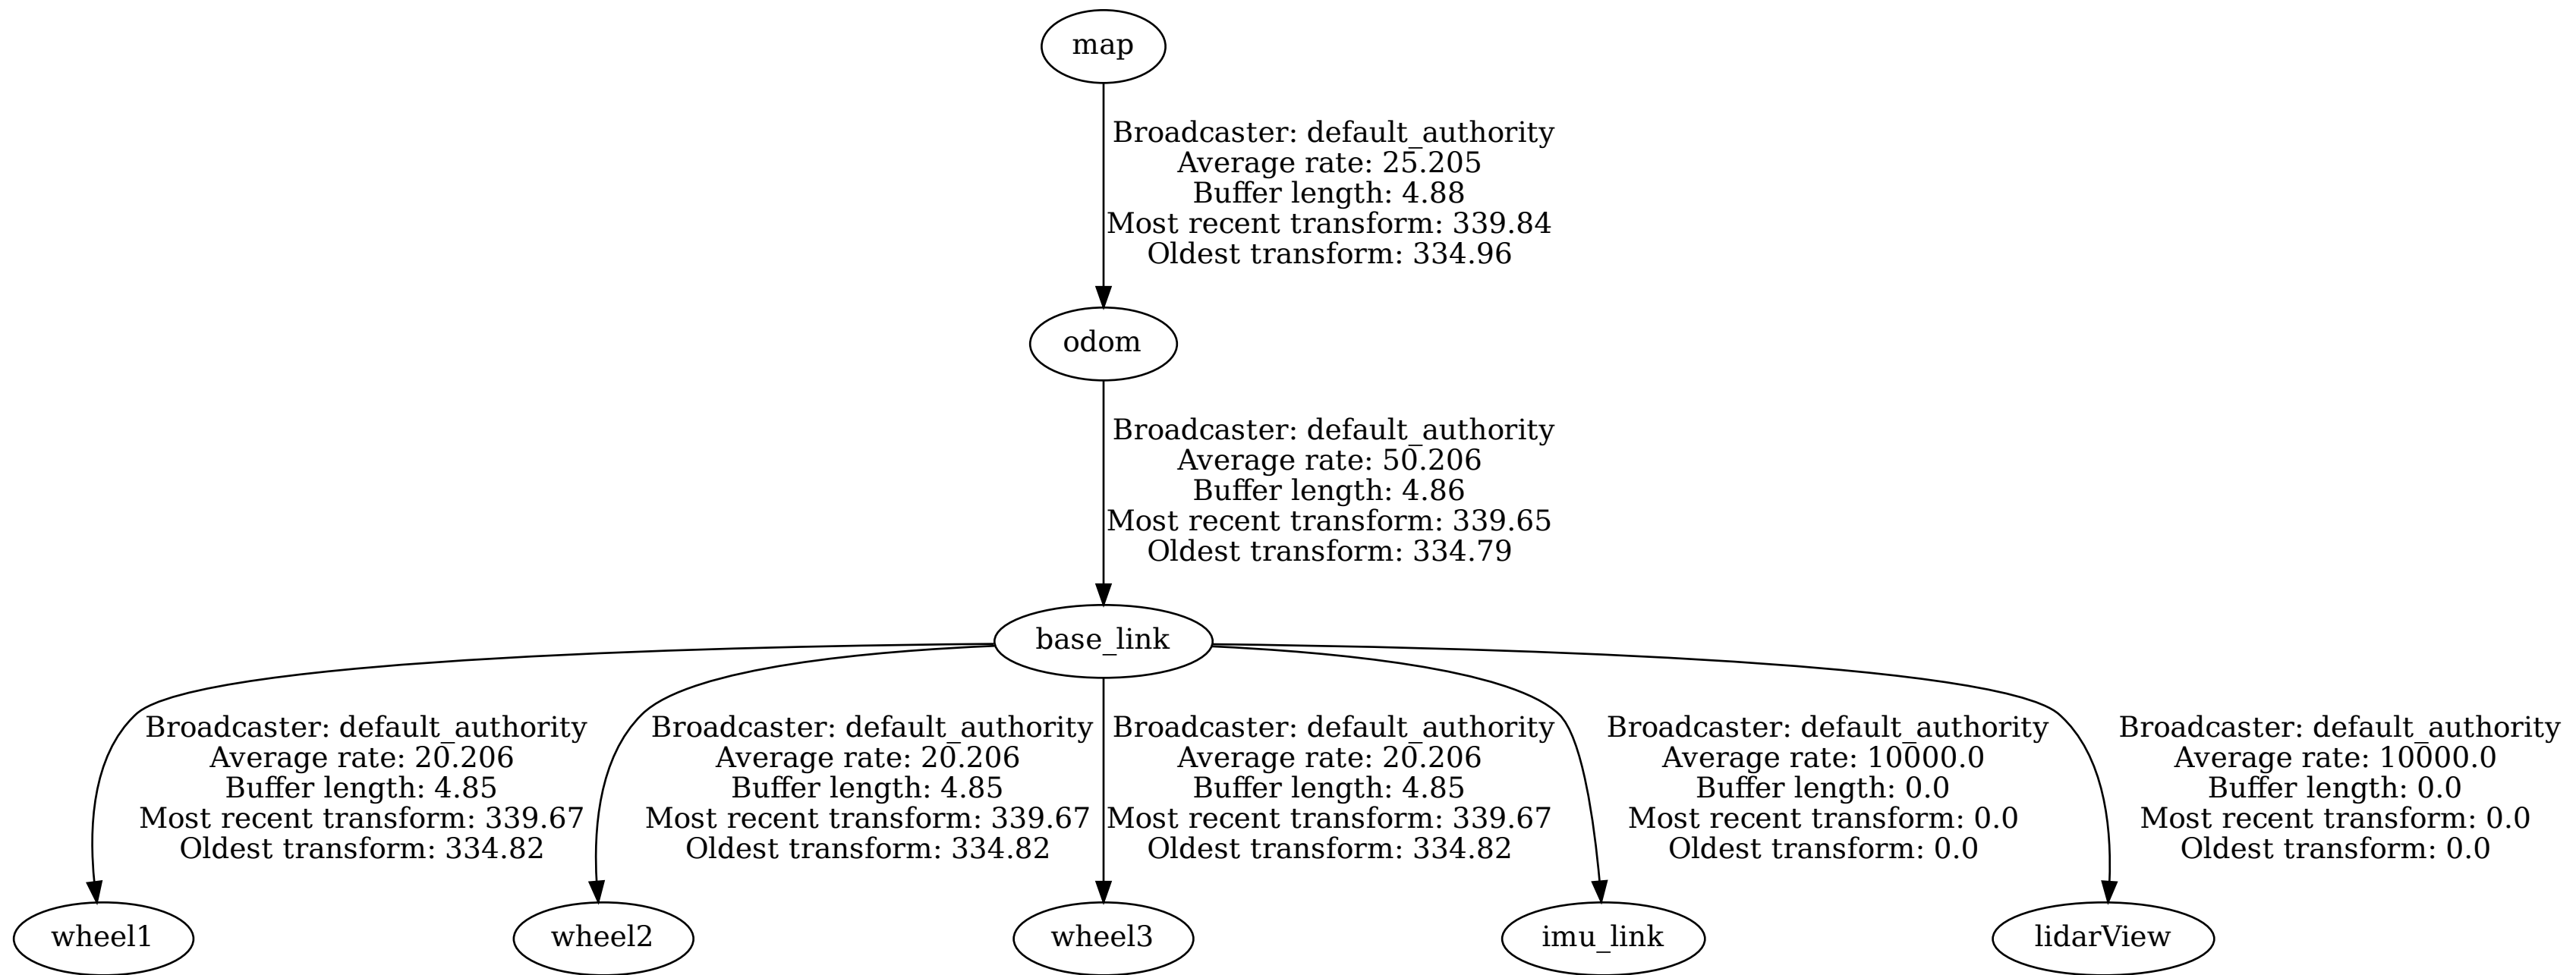 map
Broadcaster: default_authority
Average rate: 25.205
Buffer length: 4.88
Most recent transform: 339.84
Oldest transform: 334.96
odom
Broadcaster: default_authority
Average rate: 50.206
Buffer length: 4.86
Most recent transform: 339.65
Oldest transform: 334.79
base_link
Broadcaster: default_authority
Average rate: 20.206
Buffer length: 4.85
Most recent transform: 339.67
Oldest transform: 334.82
Broadcaster: default_authority
Average rate: 20.206
Buffer length: 4.85
Most recent transform: 339.67
Oldest transform: 334.82
Broadcaster: default_authority
Average rate: 20.206
Buffer length: 4.85
Most recent transform: 339.67
Oldest transform: 334.82
Broadcaster: default_authority
Average rate: 10000.0
Buffer length: 0.0
Most recent transform: 0.0
Oldest transform: 0.0
Broadcaster: default_authority
Average rate: 10000.0
Buffer length: 0.0
Most recent transform: 0.0
Oldest transform: 0.0
wheel1
wheel2
wheel3
imu_link
lidarView